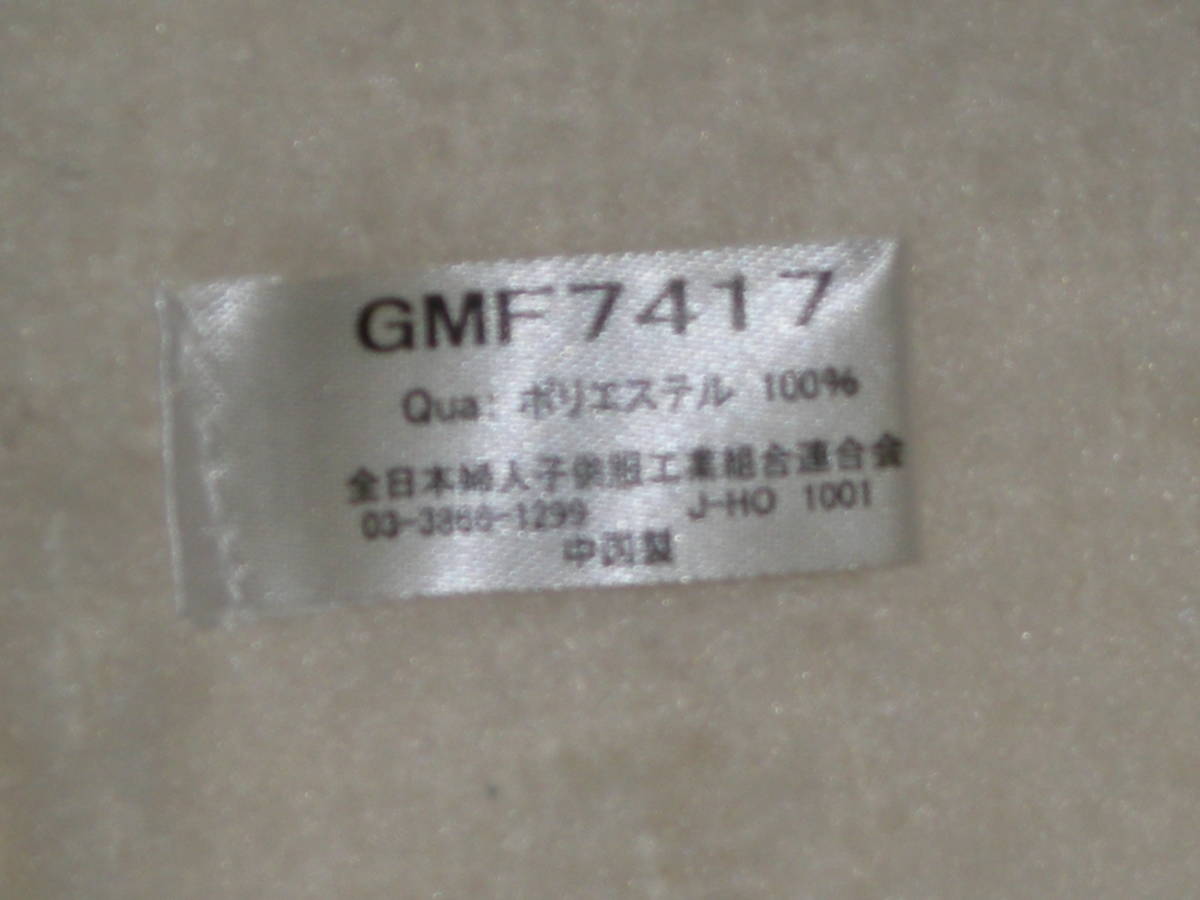 GMF7417
Qua: ポリエステル 100%
全日本婦人子供服工業組合連合会
03-3866-1299 J-HO 1001
中国製